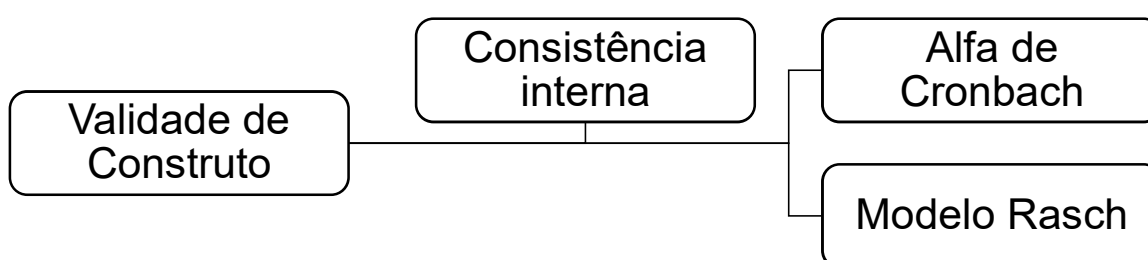 Validade de
Construto
Consistência
interna
Alfa de
Cronbach
Modelo Rasch